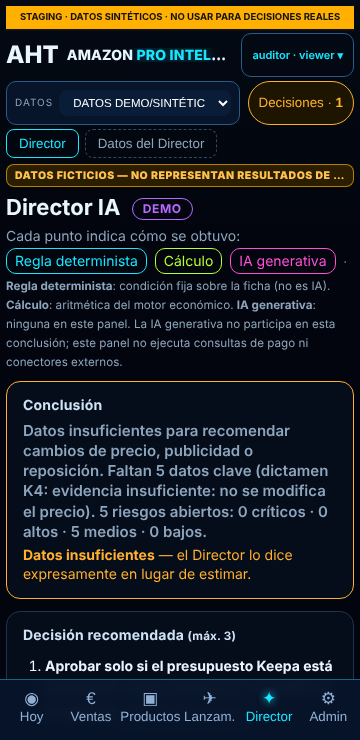 STAGING · DATOS SINTÉTICOS · NO USAR PARA DECISIONES REALES
AHT AMAZON PRO INTEL... auditor · viewer ▾
DATOS DATOS DEMO/SINTÉTIC Decisiones · 1
Director Datos del Director
DATOS FICTICIOS — NO REPRESENTAN RESULTADOS DE ...
Director IA DEMO
Cada punto indica cómo se obtuvo:
Regla determinista Cálculo IA generativa ·
Regla determinista: condición fija sobre la ficha (no es IA).
Cálculo: aritmética del motor económico. IA generativa:
ninguna en este panel. La IA generativa no participa en esta
conclusión; este panel no ejecuta consultas de pago ni
conectores externos.
Conclusión
Datos insuficientes para recomendar
cambios de precio, publicidad o
reposición. Faltan 5 datos clave (dictamen
K4: evidencia insuficiente: no se modifica
el precio). 5 riesgos abiertos: 0 críticos · 0
altos · 5 medios · 0 bajos.
Datos insuficientes — el Director lo dice
expresamente en lugar de estimar.
Decisión recomendada (máx. 3)
1. Aprobar solo si el presupuesto Keepa está
Hoy Ventas Productos Lanzam. Director Admin